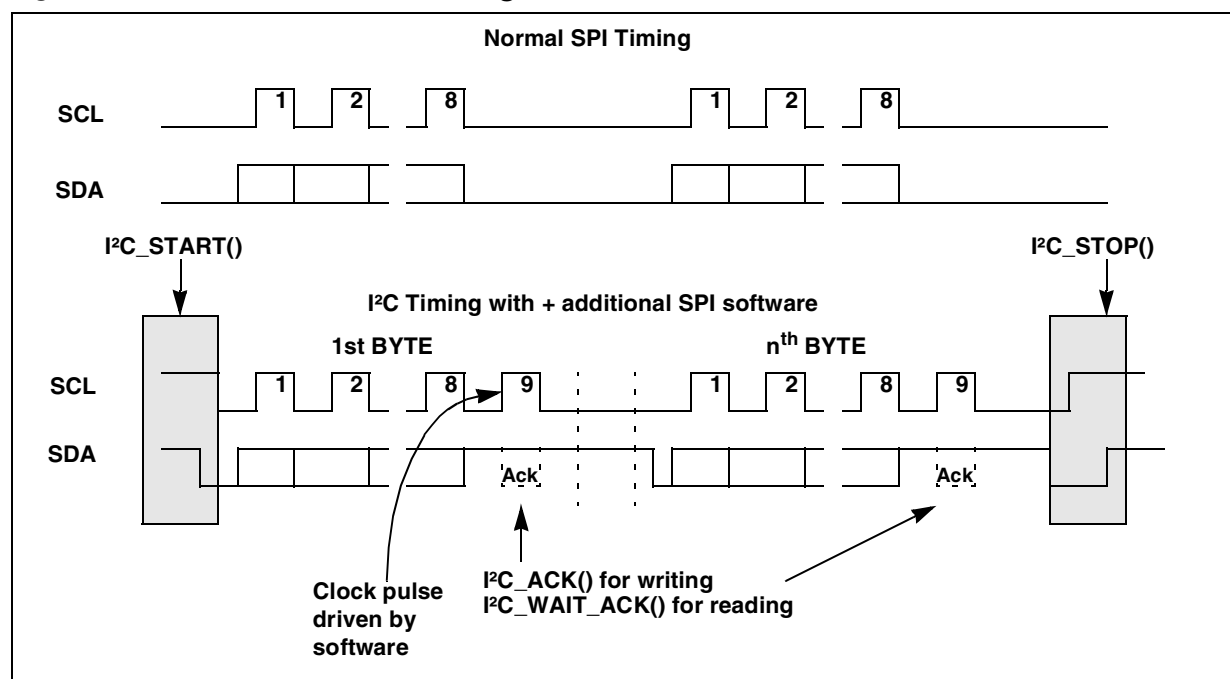 Normal SPI Timing
SCL 1 2 8 1 2 8
SDA
I²C_START() I²C_STOP()
I²C Timing with + additional SPI software
1st BYTE nth BYTE
SCL 1 2 8 9 1 2 8 9
SDA Ack Ack
I²C_ACK() for writing
I²C_WAIT_ACK() for reading
Clock pulse
driven by
software